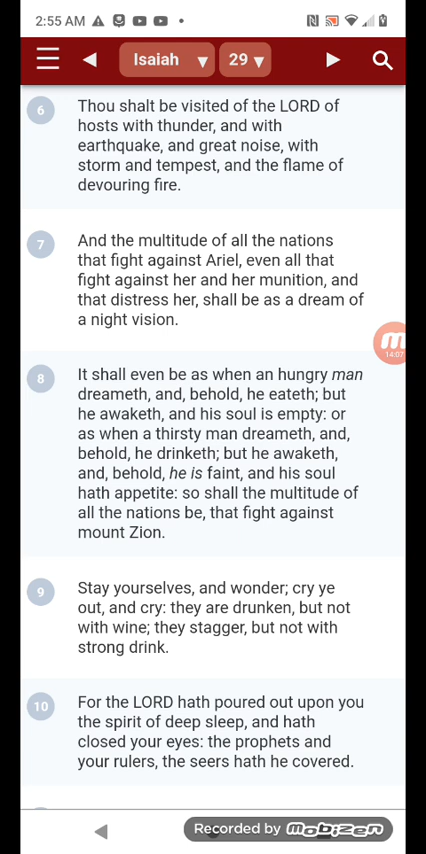 2:55 AM
Isaiah 29
6 Thou shalt be visited of the LORD of
hosts with thunder, and with
earthquake, and great noise, with
storm and tempest, and the flame of
devouring fire.
7 And the multitude of all the nations
that fight against Ariel, even all that
fight against her and her munition, and
that distress her, shall be as a dream of
a night vision.
m
14:07
8 It shall even be as when an hungry man
dreameth, and, behold, he eateth; but
he awaketh, and his soul is empty: or
as when a thirsty man dreameth, and,
behold, he drinketh; but he awaketh,
and, behold, he is faint, and his soul
hath appetite: so shall the multitude of
all the nations be, that fight against
mount Zion.
9 Stay yourselves, and wonder; cry ye
out, and cry: they are drunken, but not
with wine; they stagger, but not with
strong drink.
10 For the LORD hath poured out upon you
the spirit of deep sleep, and hath
closed your eyes: the prophets and
your rulers, the seers hath he covered.
Recorded by mobizen